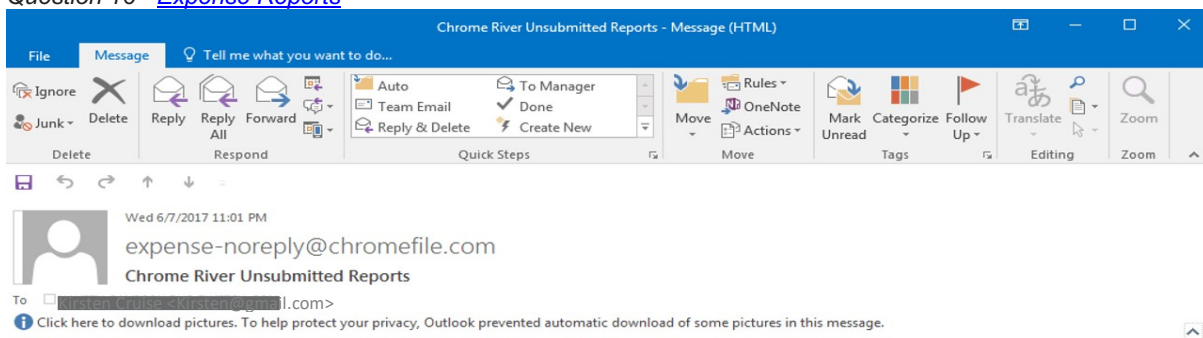 Question 10 - Expense Reports
Chrome River Unsubmitted Reports - Message (HTML)
File Message Tell me what you want to do...
Ignore
Junk
Delete
Reply
Reply All
Forward
Auto
Team Email
Reply & Delete
To Manager
Done
Create New
Move
Rules
OneNote
Actions
Mark Unread
Categorize
Follow Up
Translate
Zoom
Delete Respond Quick Steps Move Tags Editing Zoom
Wed 6/7/2017 11:01 PM
expense-noreply@chromefile.com
Chrome River Unsubmitted Reports
To Kirsten Cruise <Kirsten@gmail.com>
Click here to download pictures. To help protect your privacy, Outlook prevented automatic download of some pictures in this message.